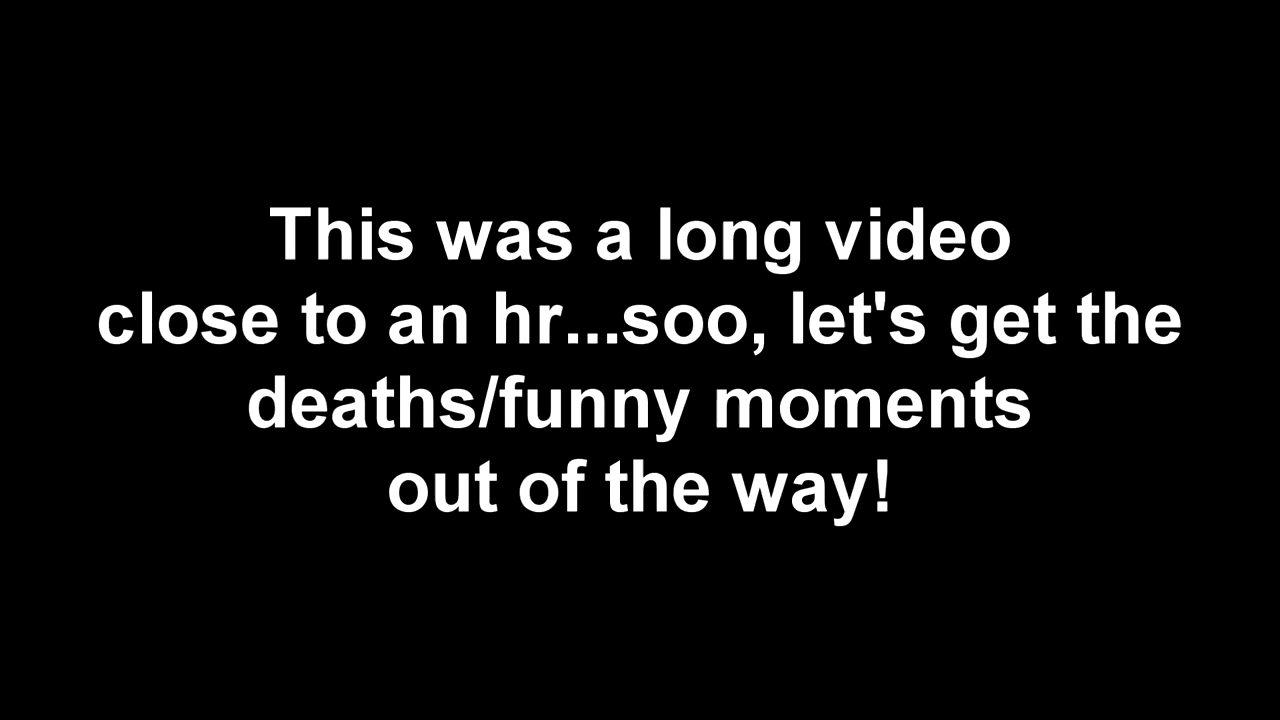 This was a long video
close to an hr...soo, let's get the
deaths/funny moments
out of the way!